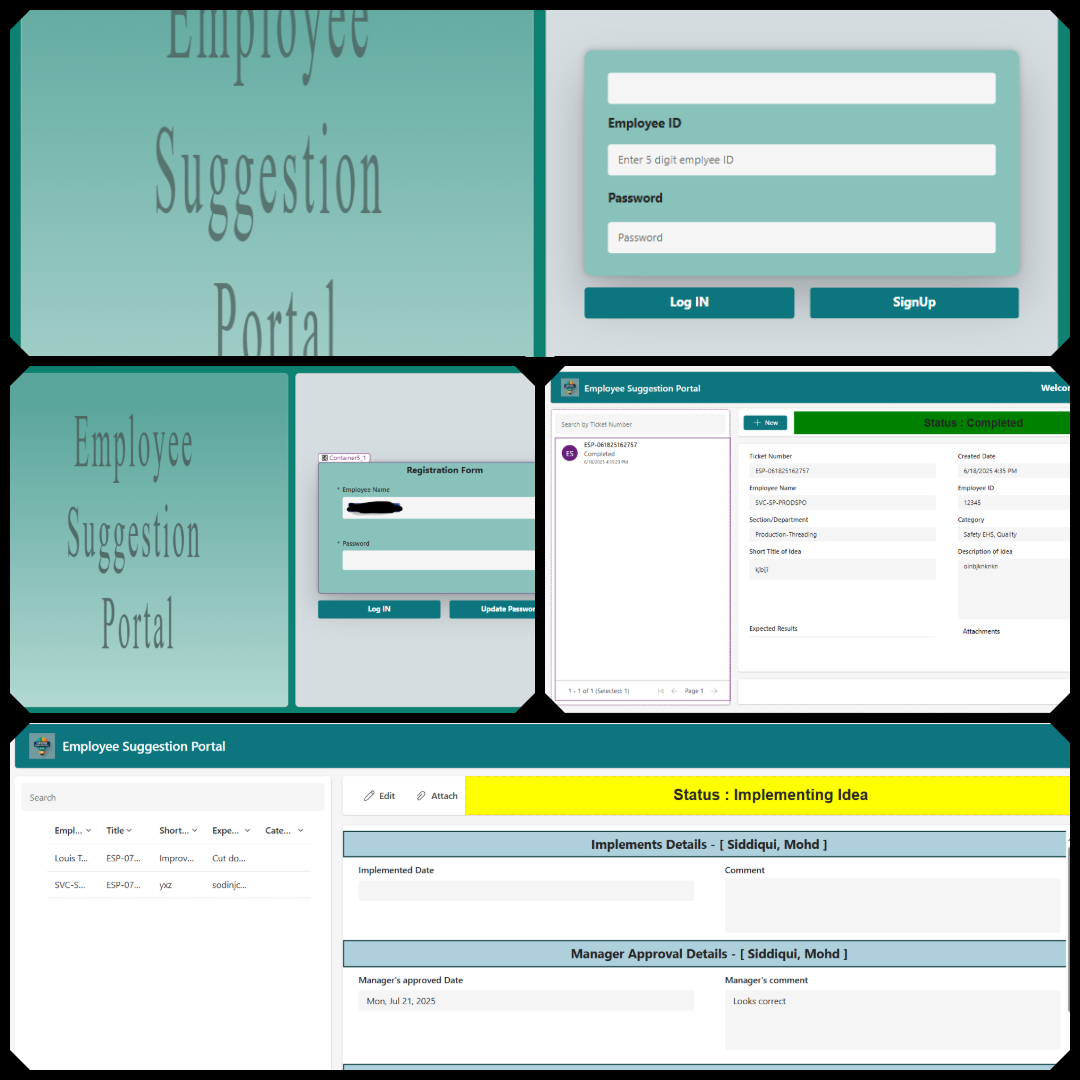 Employee
Suggestion
Portal
Employee ID
Enter 5 digit emplyee ID
Password
Password
Log IN
SignUp
Employee
Suggestion
Portal
Container5_1
Registration Form
* Employee Name
* Password
Log IN
Update Passwor
Employee Suggestion Portal
Welcon
Search by Ticket Number
ES
ESP-061825162757
Completed
6/18/2025 4:35:23 PM
1 - 1 of 1 (Selected: 1)
Page 1
+ New
Status : Completed
Ticket Number
Created Date
ESP-061825162757
6/18/2025 4:35 PM
Employee Name
Employee ID
SVC-SP-PRODSPO
12345
Section/Department
Category
Production-Threading
Safety EHS, Quality
Short Title of Idea
Description of Idea
kjbiji
oinbjknknkn
Expected Results
Attachments
Employee Suggestion Portal
Search
Empl... Title Short... Expe... Cate...
Louis T... ESP-07... Improv... Cut do...
SVC-S... ESP-07... yxz sodinjc...
Edit
Attach
Status : Implementing Idea
Implements Details - [ Siddiqui, Mohd ]
Implemented Date
Comment
Manager Approval Details - [ Siddiqui, Mohd ]
Manager's approved Date
Manager's comment
Mon, Jul 21, 2025
Looks correct